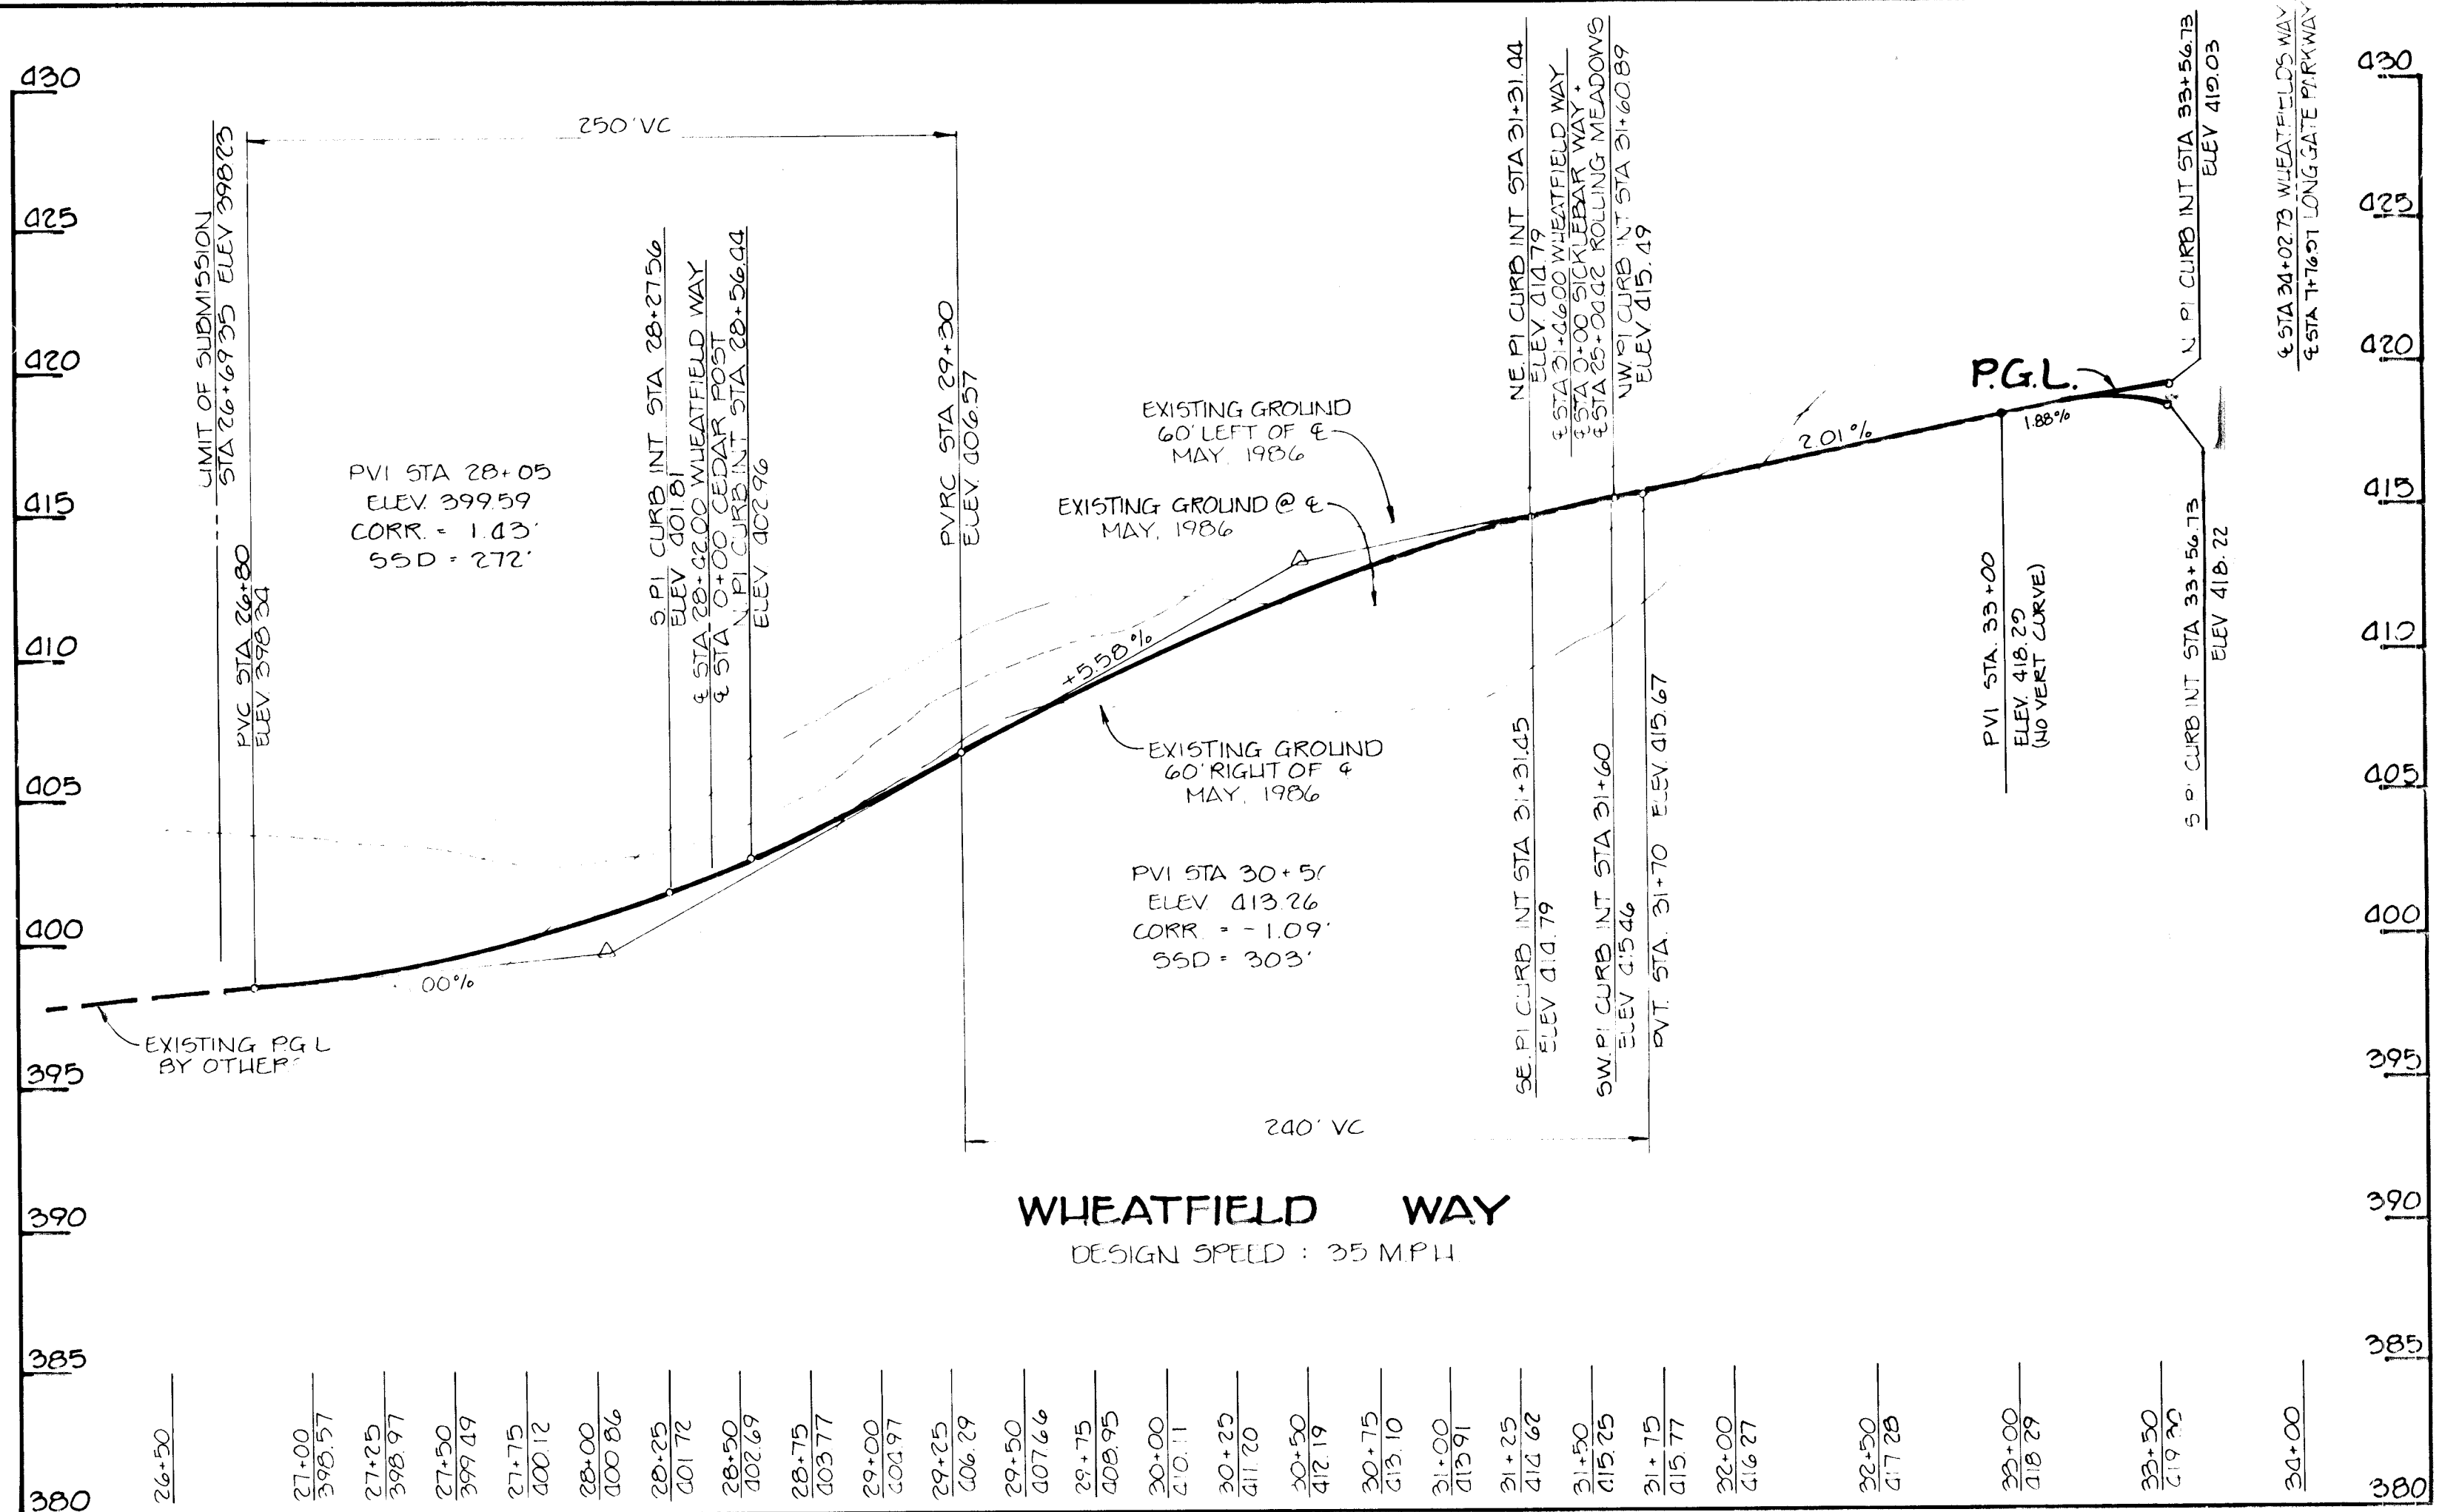 430
425
420
415
410
405
400
395
390
385
380
LIMIT OF SUBMISSION
STA 26+69.35 ELEV 398.23
PVC STA 26+80
ELEV. 398.34
250' VC
PVI STA 28+05
ELEV. 399.59
CORR. = 1.43'
SSD = 272'
S. PI CURB INT STA 28+27.56
ELEV 401.81
℄ STA 28+42.00 WHEATFIELD WAY
℄ STA 0+00 CEDAR POST
N. PI CURB INT STA 28+56.44
ELEV 402.96
PVRC STA 29+30
ELEV. 406.57
EXISTING GROUND
60' LEFT OF ℄
MAY, 1986
EXISTING GROUND @ ℄
MAY, 1986
+5.58%
EXISTING GROUND
60' RIGHT OF ℄
MAY, 1986
PVI STA 30+50
ELEV 413.26
CORR. = -1.09'
SSD = 303'
240' VC
NE. PI CURB INT STA 31+31.44
ELEV. 414.79
℄ STA 31+46.00 WHEATFIELD WAY
℄ STA 0+00 SICKLEBAR WAY +
℄ STA 25+04.42 ROLLING MEADOWS
NW. PI CURB INT STA 31+60.89
ELEV 415.49
SE. PI CURB INT STA 31+31.45
ELEV 414.79
SW. PI CURB INT STA 31+60
ELEV 415.46
PVT. STA. 31+70 ELEV. 415.67
2.01%
P.G.L.
1.88%
PVI STA. 33+00
ELEV. 418.29
(NO VERT CURVE)
N. PI CURB INT STA 33+56.73
ELEV 419.03
S PI CURB INT STA 33+56.73
ELEV 418.22
℄ STA 34+02.73 WHEATFIELDS WAY
℄ STA 7+76.97 LONG GATE PARKWAY
430
425
420
415
410
405
400
395
390
385
380
00%
EXISTING P.G.L
BY OTHERS
WHEATFIELD WAY
DESIGN SPEED : 35 M.P.H.
26+50
27+00
398.57
27+25
398.97
27+50
399.49
27+75
400.12
28+00
400.86
28+25
401.72
28+50
402.69
28+75
403.77
29+00
404.97
29+25
406.29
29+50
407.66
29+75
408.95
30+00
410.11
30+25
411.20
30+50
412.19
30+75
413.10
31+00
413.91
31+25
414.62
31+50
415.25
31+75
415.77
32+00
416.27
32+50
417.28
33+00
418.29
33+50
34+00